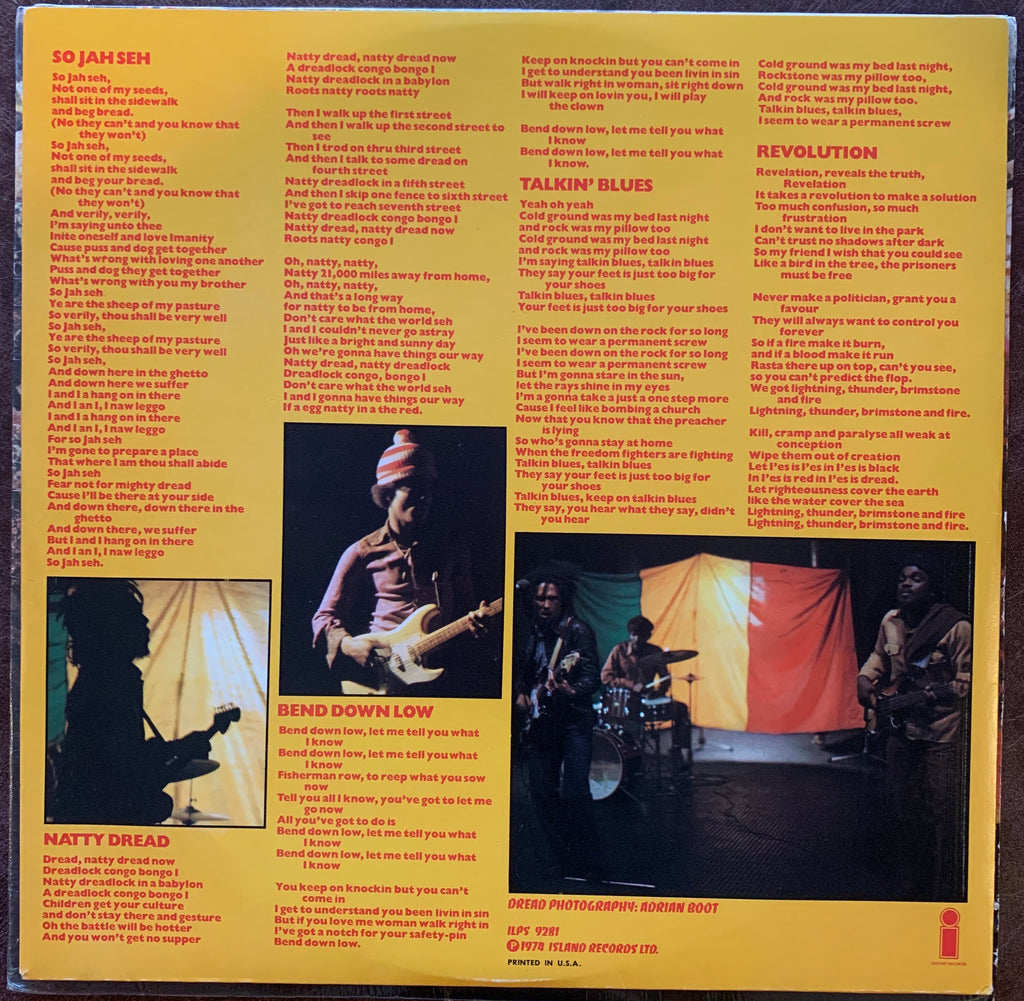 SO JAH SEH
So Jah seh,
Not one of my seeds,
shall sit in the sidewalk
and beg bread.
(No they can't and you know that
they won't)
So Jah seh,
Not one of my seeds,
shall sit in the sidewalk
and beg your bread.
(No they can't and you know that
they won't)
And verily, verily,
I'm saying unto thee
Inite oneself and love Imanity
Cause puss and dog get together
What's wrong with loving one another
Puss and dog they get together
What's wrong with you my brother
So Jah seh
Ye are the sheep of my pasture
So verily, thou shall be very well
So Jah seh,
Ye are the sheep of my pasture
So verily, thou shall be very well
So Jah seh,
And down here in the ghetto
And down here we suffer
I and I a hang on in there
And I an I, I naw leggo
I and I a hang on in there
And I an I, I naw leggo
For so Jah seh
I'm gone to prepare a place
That where I am thou shall abide
So Jah seh
Fear not for mighty dread
Cause I'll be there at your side
And down there, down there in the
ghetto
And down there, we suffer
But I and I hang on in there
And I an I, I naw leggo
So Jah seh.
NATTY DREAD
Dread, natty dread now
Dreadlock congo bongo I
Natty dreadlock in a babylon
A dreadlock congo bongo I
Children get your culture
and don't stay there and gesture
Oh the battle will be hotter
And you won't get no supper
Natty dread, natty dread now
A dreadlock congo bongo I
Natty dreadlock in a babylon
Roots natty roots natty
Then I walk up the first street
And then I walk up the second street to
see
Then I trod on thru third street
And then I talk to some dread on
fourth street
Natty dreadlock in a fifth street
And then I skip one fence to sixth street
I've got to reach seventh street
Natty dreadlock congo bongo I
Natty dread, natty dread now
Roots natty congo I
Oh, natty, natty,
Natty 21,000 miles away from home,
Oh, natty, natty,
And that's a long way
for natty to be from home,
Don't care what the world seh
I and I couldn't never go astray
Just like a bright and sunny day
Oh we're gonna have things our way
Natty dread, natty dreadlock
Dreadlock congo, bongo I
Don't care what the world seh
I and I gonna have things our way
If a egg natty in a the red.
BEND DOWN LOW
Bend down low, let me tell you what
I know
Bend down low, let me tell you what
I know
Fisherman row, to reep what you sow
now
Tell you all I know, you've got to let me
go now
All you've got to do is
Bend down low, let me tell you what
I know
Bend down low, let me tell you what
I know
You keep on knockin but you can't
come in
I get to understand you been livin in sin
But if you love me woman walk right in
I've got a notch for your safety-pin
Bend down low.
Keep on knockin but you can't come in
I get to understand you been livin in sin
But walk right in woman, sit right down
I will keep on lovin you, I will play
the clown
Bend down low, let me tell you what
I know
Bend down low, let me tell you what
I know.
TALKIN' BLUES
Yeah oh yeah
Cold ground was my bed last night
and rock was my pillow too
Cold ground was my bed last night
and rock was my pillow too
I'm saying talkin blues, talk in blues
They say your feet is just too big for
your shoes
Talkin blues, talkin blues
Your feet is just too big for your shoes
I've been down on the rock for so long
I seem to wear a permanent screw
I've been down on the rock for so long
I seem to wear a permanent screw
But I'm gonna stare in the sun,
let the rays shine in my eyes
I'm a gonna take a just a one step more
Cause I feel like bombing a church
Now that you know that the preacher
is lying
So who's gonna stay at home
When the freedom fighters are fighting
Talkin blues, talkin blues
They say your feet is just too big for
your shoes
Talkin blues, keep on talkin blues
They say, you hear what they say, didn't
you hear
Cold ground was my bed last night,
Rockstone was my pillow too,
Cold ground was my bed last night,
And rock was my pillow too.
Talkin blues, talkin blues,
I seem to wear a permanent screw
REVOLUTION
Revelation, reveals the truth,
Revelation
It takes a revolution to make a solution
Too much confusion, so much
frustration
I don't want to live in the park
Can't trust no shadows after dark
So my friend I wish that you could see
Like a bird in the tree, the prisoners
must be free
Never make a politician, grant you a
favour
They will always want to control you
forever
So if a fire make it burn,
and if a blood make it run
Rasta there up on top, can't you see,
so you can't predict the flop.
We got lightning, thunder, brimstone
and fire
Lightning, thunder, brimstone and fire.
Kill, cramp and paralyse all weak at
conception
Wipe them out of creation
Let I'es is I'es in I'es is black
In I'es is red in I'es is dread.
Let righteousness cover the earth
like the water cover the sea
Lightning, thunder, brimstone and fire
Lightning, thunder, brimstone and fire.
DREAD PHOTOGRAPHY: ADRIAN BOOT
ILPS 9281
℗1974 ISLAND RECORDS LTD.
PRINTED IN U.S.A.
island records